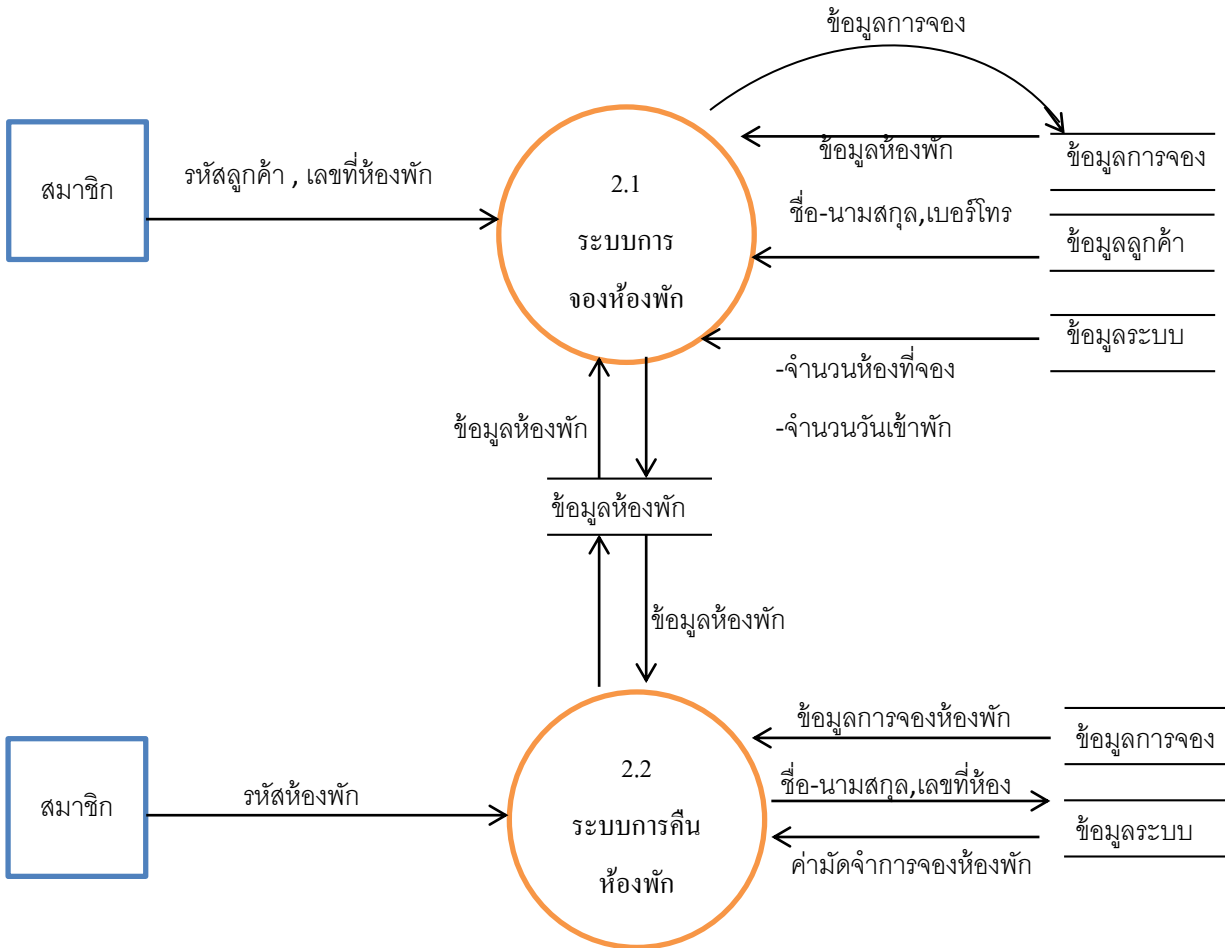 ข้อมูลการจอง
สมาชิก
รหัสลูกค้า , เลขที่ห้องพัก
2.1
ระบบการ
จองห้องพัก
ข้อมูลห้องพัก
ข้อมูลการจอง
ชื่อ-นามสกุล,เบอร์โทร
ข้อมูลลูกค้า
ข้อมูลระบบ
-จำนวนห้องที่จอง
-จำนวนวันเข้าพัก
ข้อมูลห้องพัก
ข้อมูลห้องพัก
ข้อมูลห้องพัก
สมาชิก
รหัสห้องพัก
2.2
ระบบการคืน
ห้องพัก
ข้อมูลการจองห้องพัก
ข้อมูลการจอง
ชื่อ-นามสกุล,เลขที่ห้อง
ข้อมูลระบบ
ค่ามัดจำการจองห้องพัก